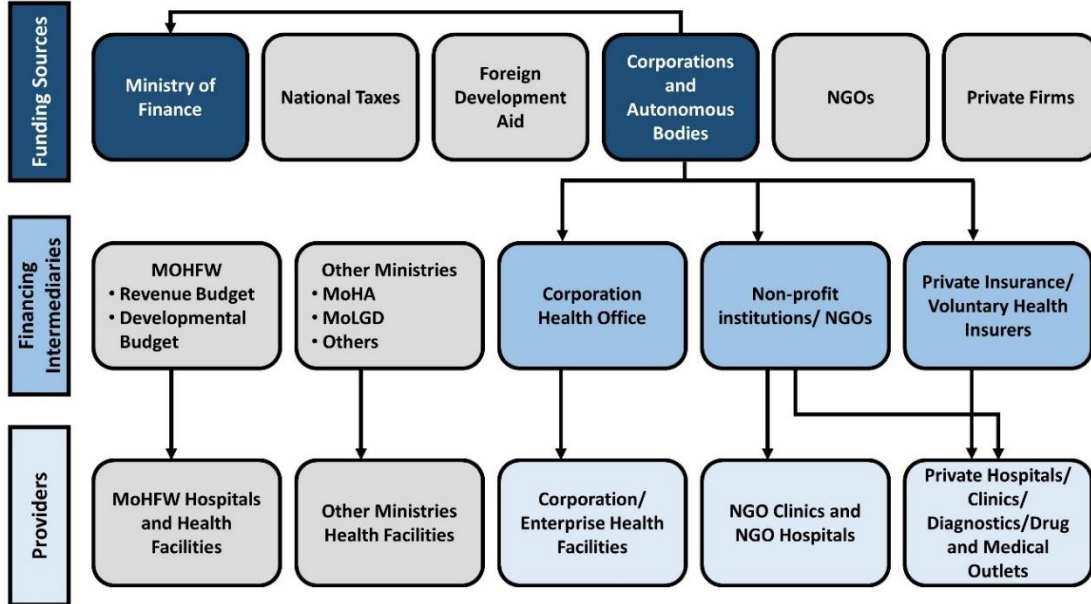 Funding Sources
Ministry of
Finance
National Taxes
Foreign
Development
Aid
Corporations
and
Autonomous
Bodies
NGOs
Private Firms
Financing
Intermediaries
MOHFW
• Revenue Budget
• Developmental
Budget
Other Ministries
• MoHA
• MoLGD
• Others
Corporation
Health Office
Non-profit
institutions/ NGOs
Private Insurance/
Voluntary Health
Insurers
Providers
MoHFW Hospitals
and Health
Facilities
Other Ministries
Health Facilities
Corporation/
Enterprise Health
Facilities
NGO Clinics and
NGO Hospitals
Private Hospitals/
Clinics/
Diagnostics/Drug
and Medical
Outlets